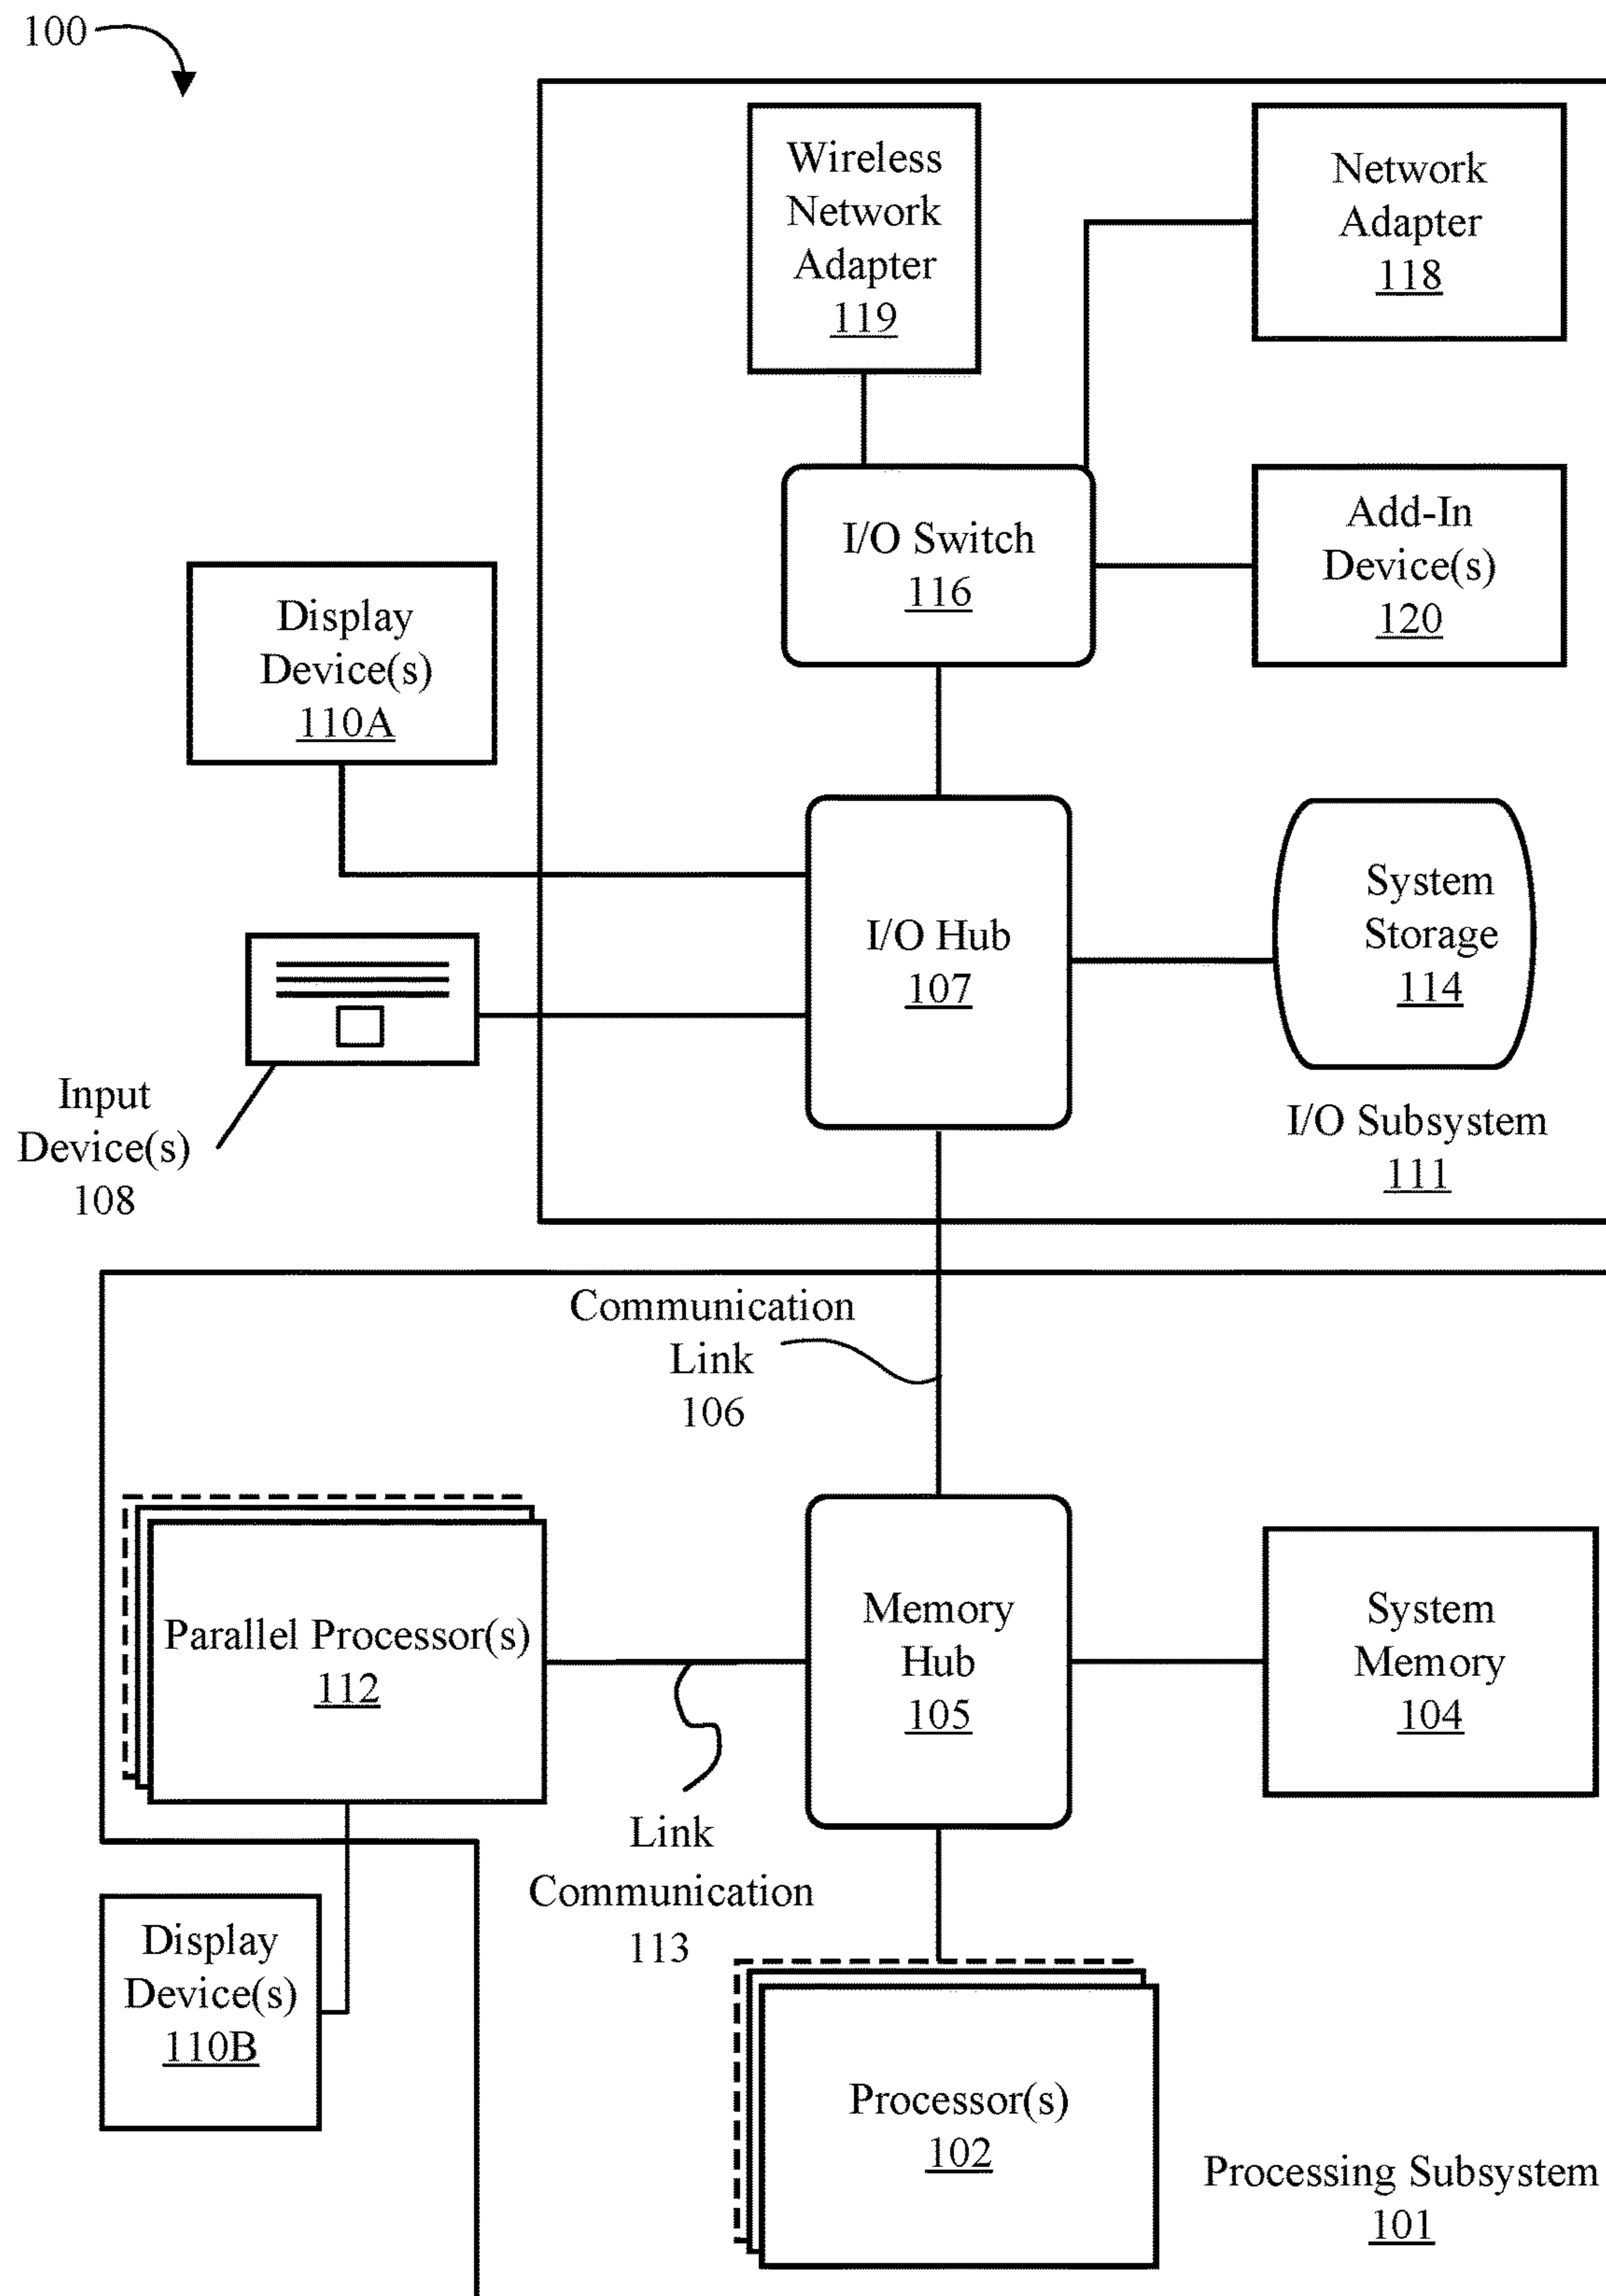 100
Wireless
Network
Adapter
119
Network
Adapter
118
I/O Switch
116
Add-In
Device(s)
120
Display
Device(s)
110A
I/O Hub
107
System
Storage
114
Input
Device(s)
108
I/O Subsystem
111
Communication
Link
106
Parallel Processor(s)
112
Memory
Hub
105
System
Memory
104
Link
Communication
113
Display
Device(s)
110B
Processor(s)
102
Processing Subsystem
101